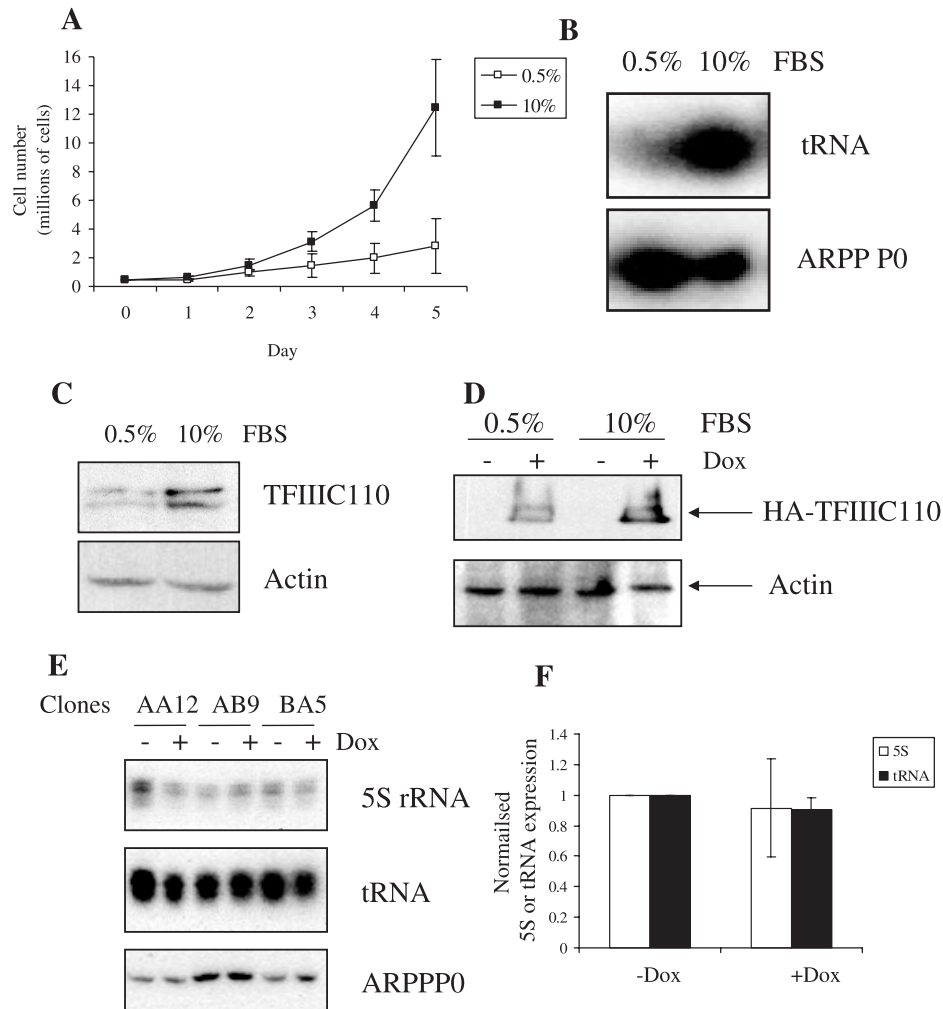 A
16
14
12
10
8
6
4
2
0
Cell number
(millions of cells)
0 1 2 3 4 5
Day
0.5%
10%
B
0.5% 10% FBS
tRNA
ARPP P0
C
0.5% 10% FBS
TFIIIC110
Actin
D
0.5% 10% FBS
- + - + Dox
HA-TFIIIC110
Actin
E
Clones AA12 AB9 BA5
- + - + - + Dox
5S rRNA
tRNA
ARPPP0
F
1.4
1.2
1
0.8
0.6
0.4
0.2
0
Normailsed
5S or tRNA expression
-Dox +Dox
5S
tRNA